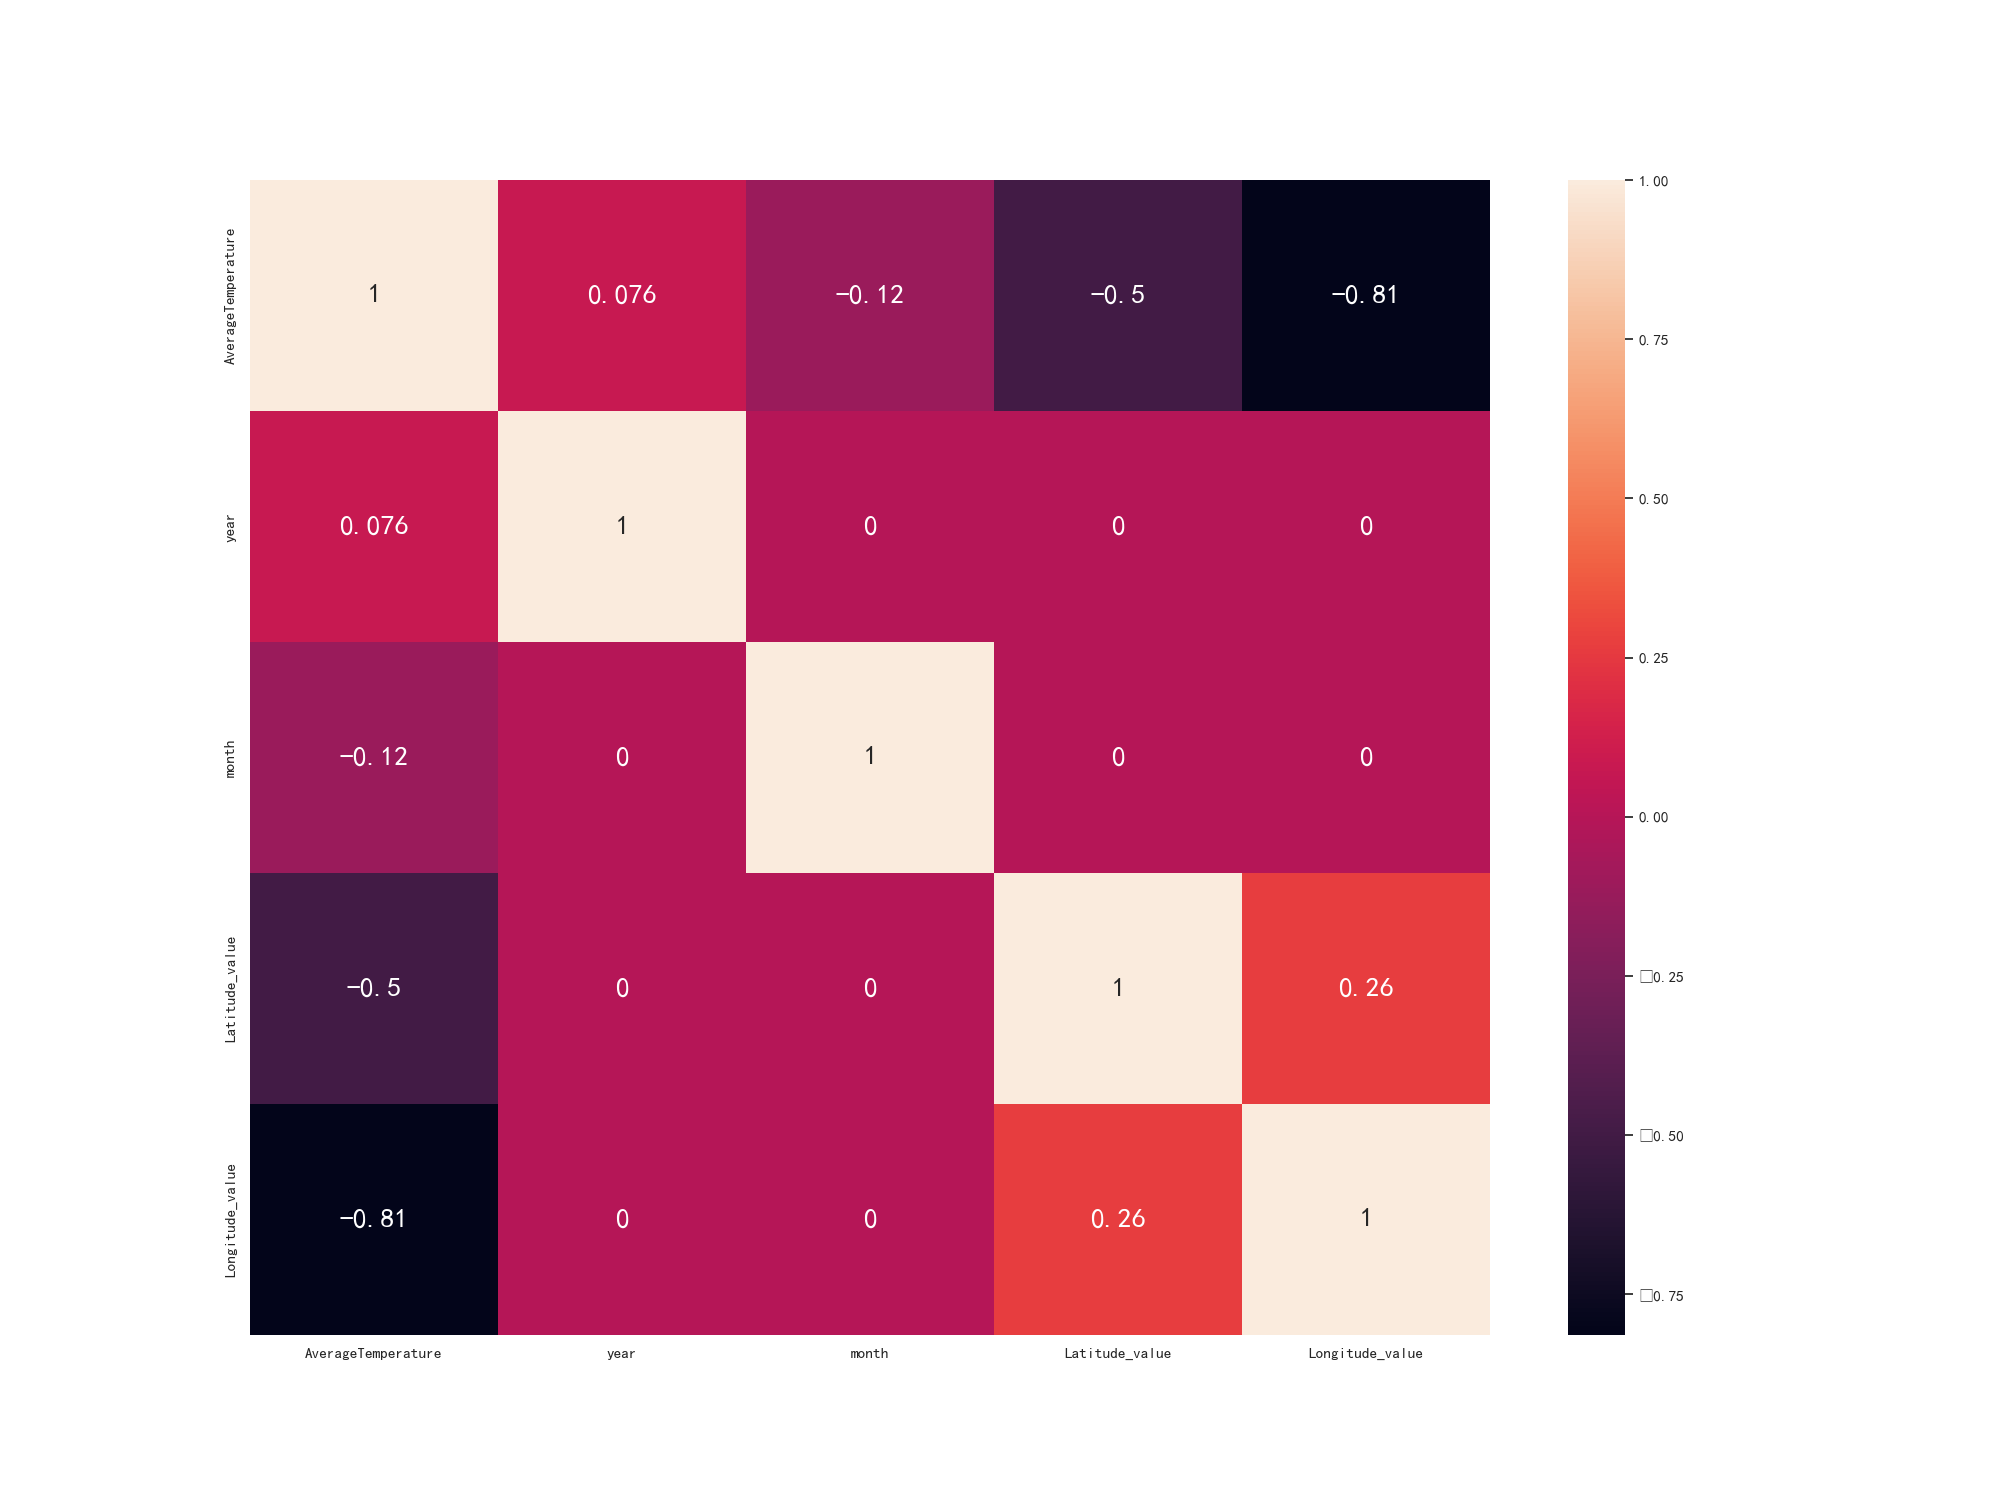 AverageTemperature 1 0.076 -0.12 -0.5 -0.81
year 0.076 1 0 0 0
month -0.12 0 1 0 0
Latitude_value -0.5 0 0 1 0.26
Longitude_value -0.81 0 0 0.26 1
AverageTemperature year month Latitude_value Longitude_value
1.00
0.75
0.50
0.25
0.00
□0.25
□0.50
□0.75